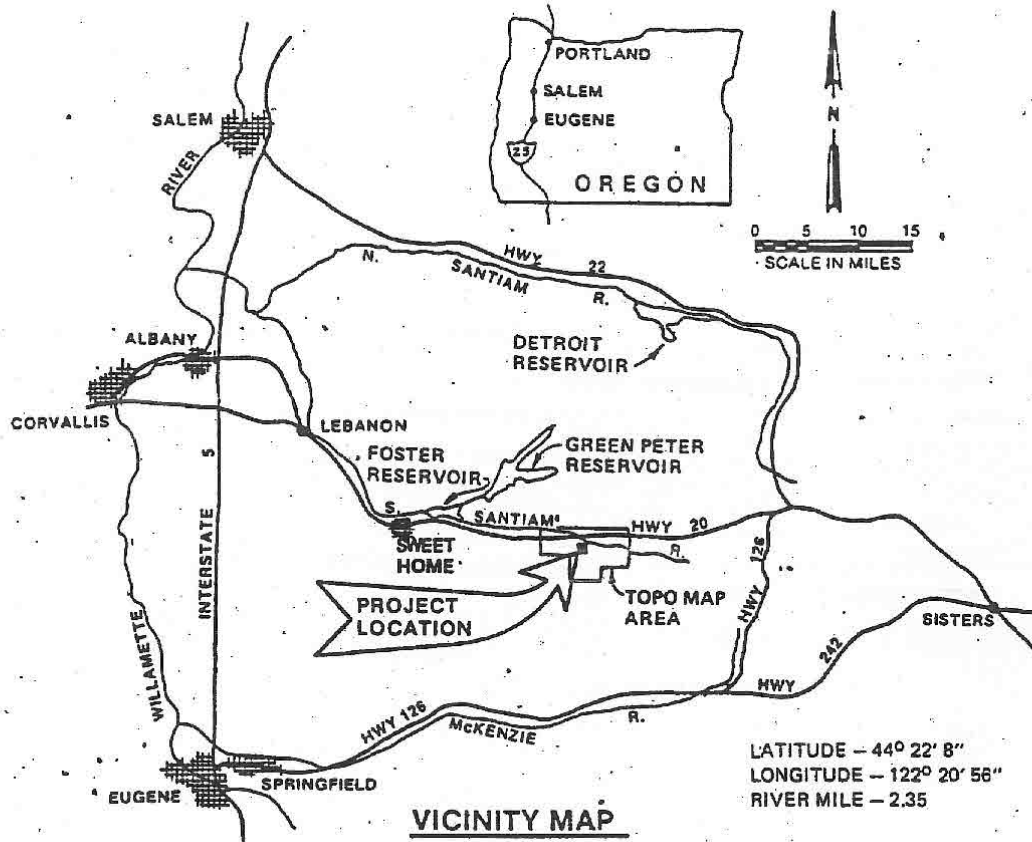 PORTLAND
SALEM
EUGENE
25
OREGON
N
0 5 10 15
SCALE IN MILES
SALEM
RIVER
HWY 22
N. SANTIAM R.
DETROIT
RESERVOIR
ALBANY
CORVALLIS
LEBANON
FOSTER
RESERVOIR
GREEN PETER
RESERVOIR
S. SANTIAM R.
HWY 20
SWEET
HOME
INTERSTATE 5
PROJECT
LOCATION
TOPO MAP
AREA
HWY 126
SISTERS
WILLAMETTE
HWY 242
HWY 126
McKENZIE R.
EUGENE
SPRINGFIELD
LATITUDE – 44° 22' 8"
LONGITUDE – 122° 20' 56"
RIVER MILE – 2.35
VICINITY MAP